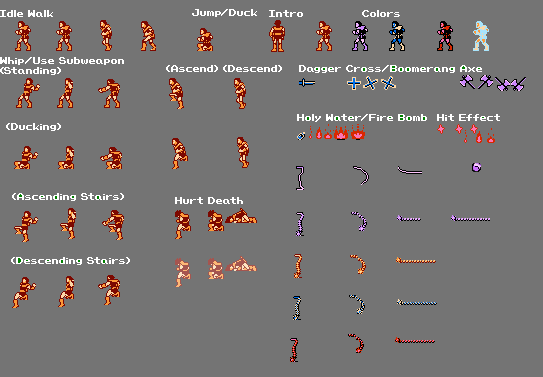 Idle Walk
Jump/Duck
Intro
Colors
Whip/Use Subweapon
(Standing)
(Ascend) (Descend)
Dagger Cross/Boomerang Axe
Holy Water/Fire Bomb
Hit Effect
(Ducking)
(Ascending Stairs)
Hurt Death
(Descending Stairs)